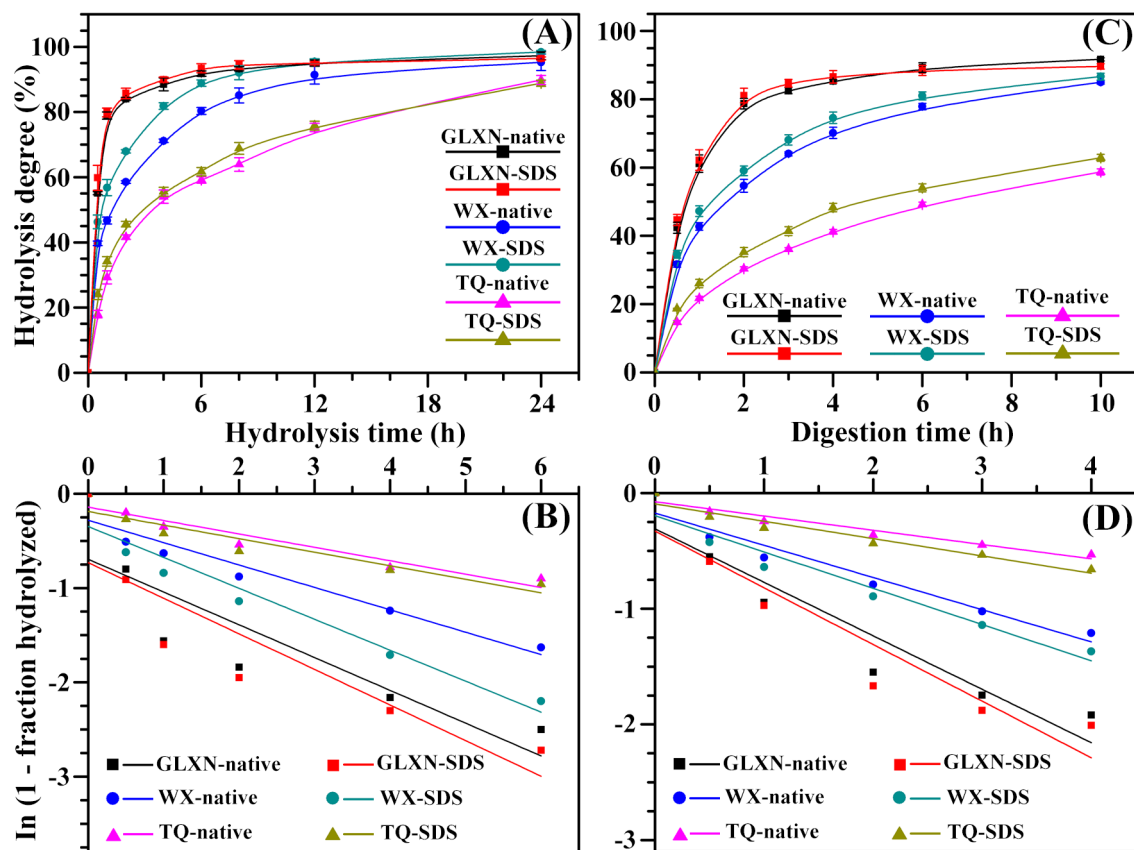 Hydrolysis degree (%)
100
80
60
40
20
0
(A)
GLXN-native
GLXN-SDS
WX-native
WX-SDS
TQ-native
TQ-SDS
0 6 12 18 24
Hydrolysis time (h)
100
80
60
40
20
0
(C)
GLXN-native WX-native TQ-native
GLXN-SDS WX-SDS TQ-SDS
0 2 4 6 8 10
Digestion time (h)
In (1 - fraction hydrolyzed)
0 1 2 3 4 5 6
0
-1
-2
-3
(B)
GLXN-native GLXN-SDS
WX-native WX-SDS
TQ-native TQ-SDS
0 1 2 3 4
0
-1
-2
-3
(D)
GLXN-native GLXN-SDS
WX-native WX-SDS
TQ-native TQ-SDS